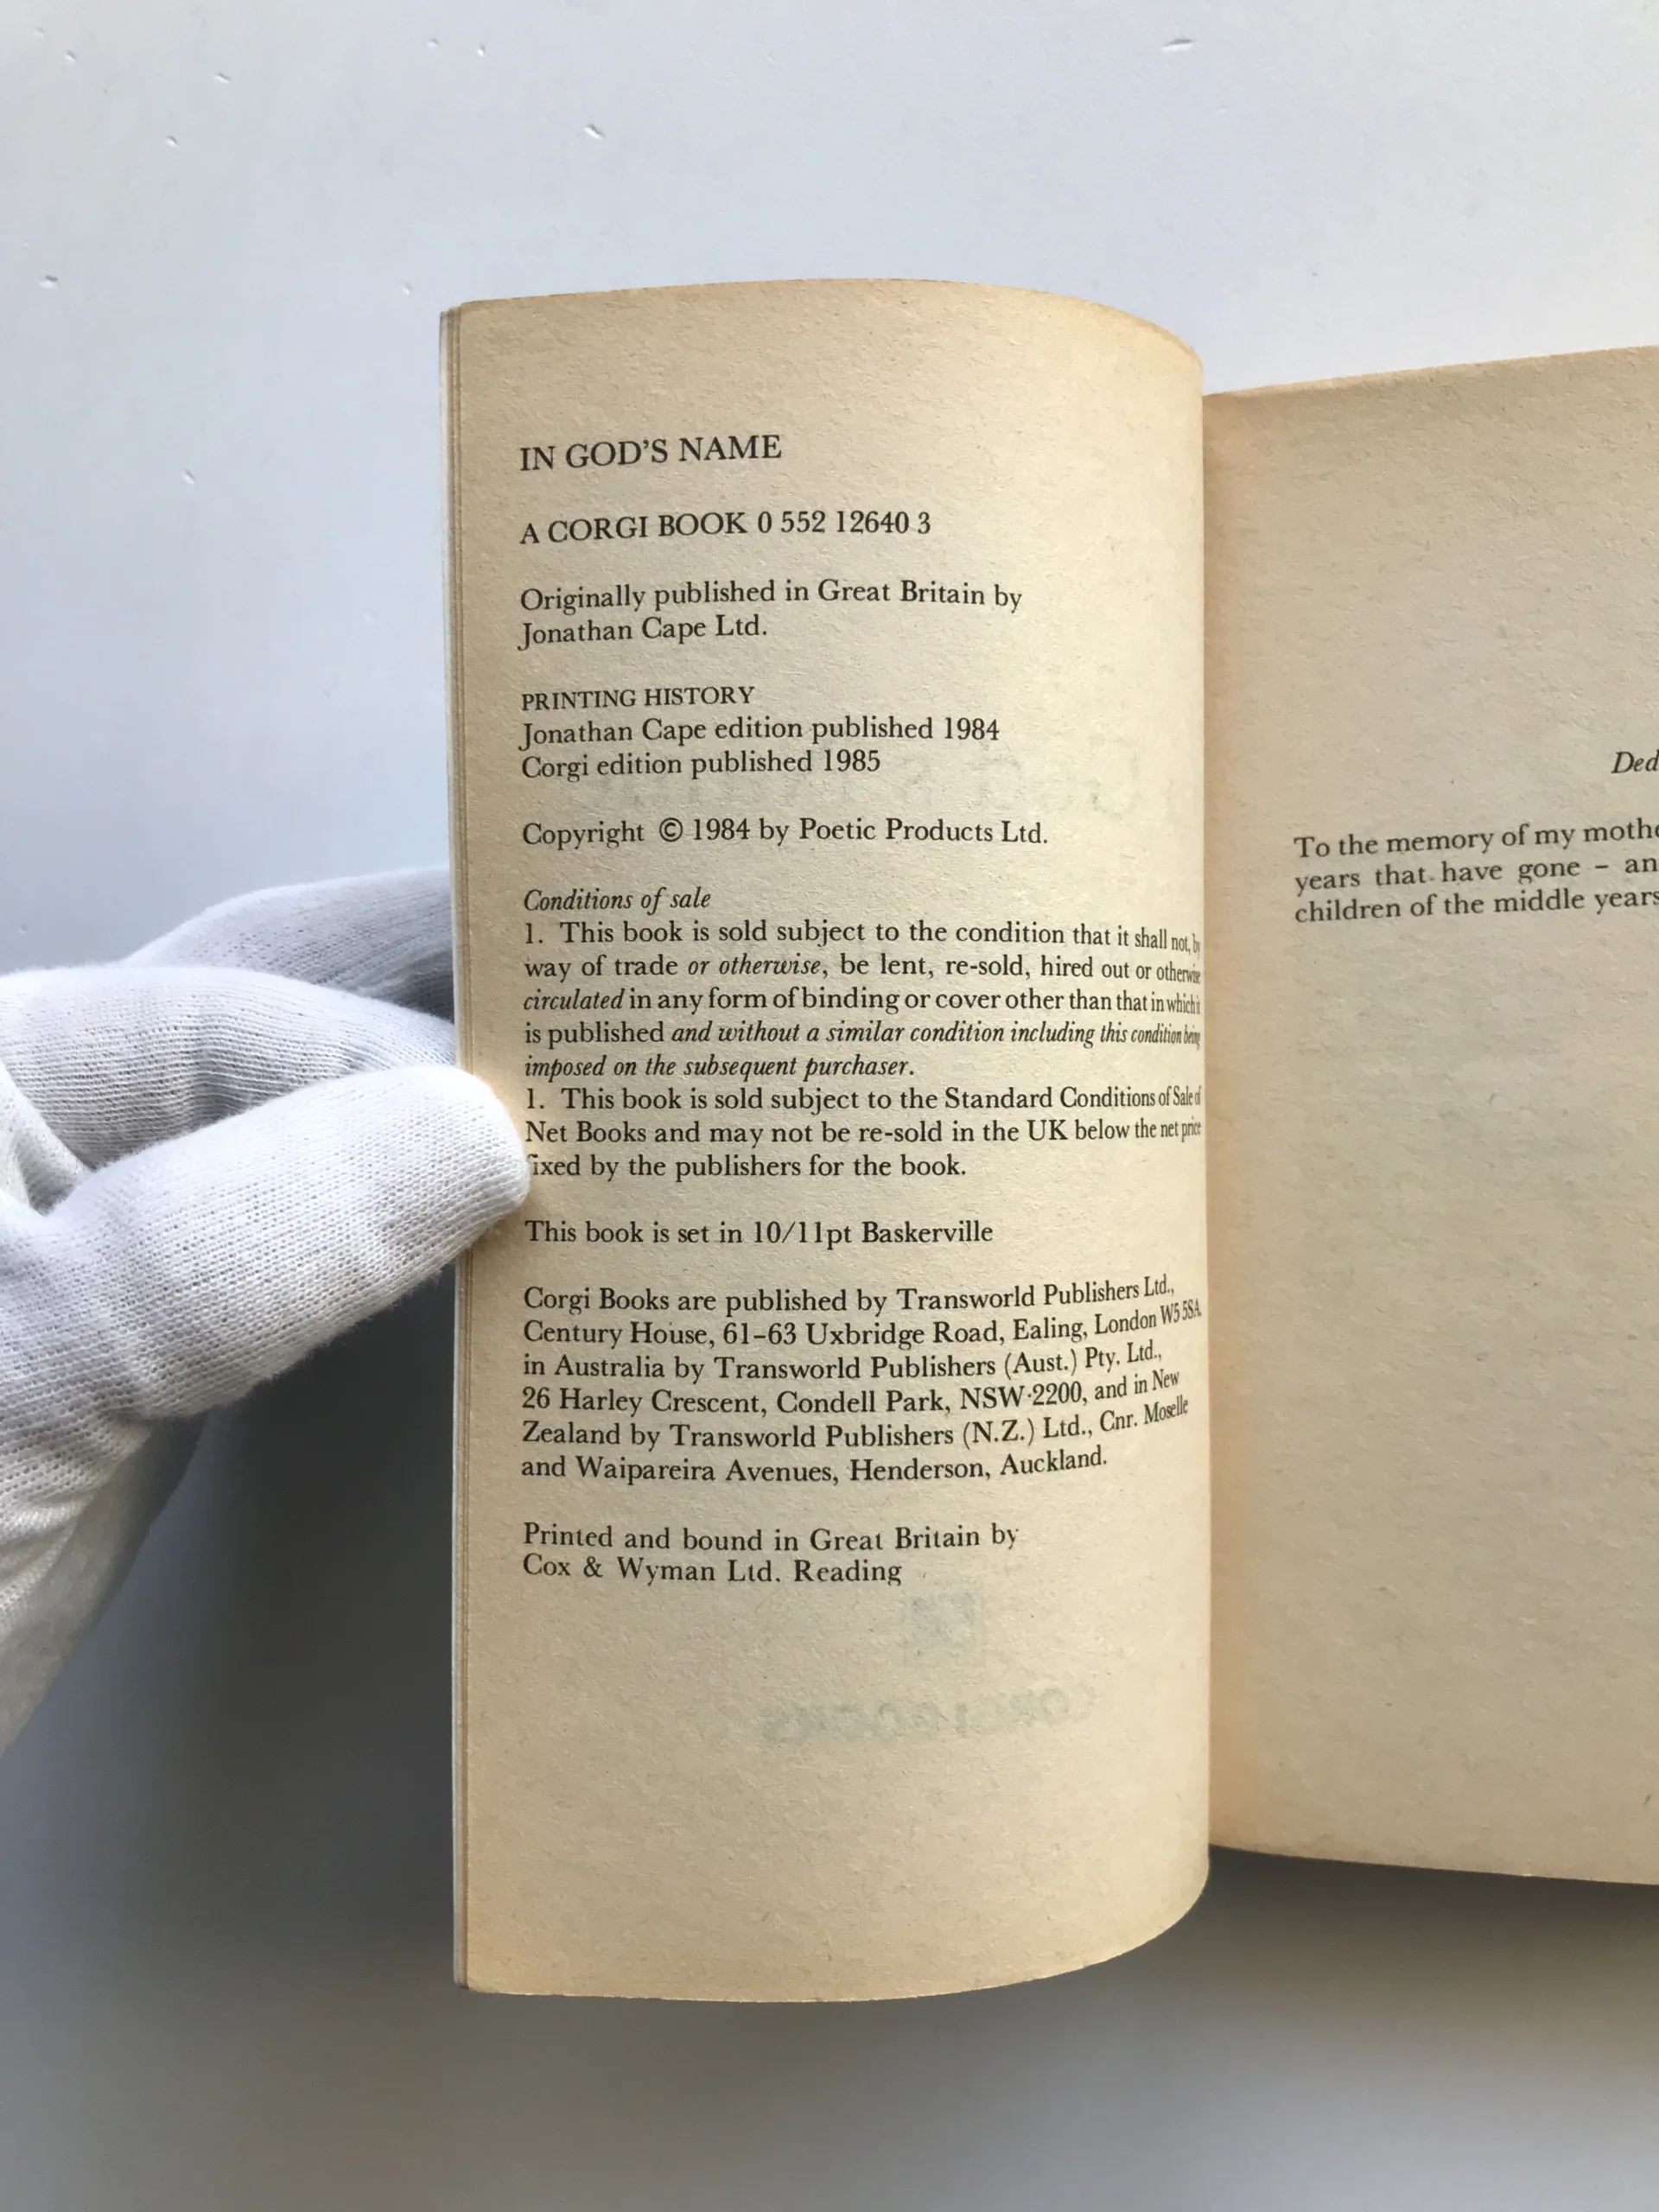 IN GOD'S NAME
A CORGI BOOK 0 552 12640 3
Originally published in Great Britain by
Jonathan Cape Ltd.
PRINTING HISTORY
Jonathan Cape edition published 1984
Corgi edition published 1985
Copyright © 1984 by Poetic Products Ltd.
Conditions of sale
1. This book is sold subject to the condition that it shall not, by
way of trade or otherwise, be lent, re-sold, hired out or otherwise
circulated in any form of binding or cover other than that in which it
is published and without a similar condition including this condition being
imposed on the subsequent purchaser.
1. This book is sold subject to the Standard Conditions of Sale of
Net Books and may not be re-sold in the UK below the net price
fixed by the publishers for the book.
This book is set in 10/11pt Baskerville
Corgi Books are published by Transworld Publishers Ltd.,
Century House, 61–63 Uxbridge Road, Ealing, London W5 5SA
in Australia by Transworld Publishers (Aust.) Pty. Ltd.,
26 Harley Crescent, Condell Park, NSW 2200, and in New
Zealand by Transworld Publishers (N.Z.) Ltd., Cnr. Moselle
and Waipareira Avenues, Henderson, Auckland.
Printed and bound in Great Britain by
Cox & Wyman Ltd. Reading
Ded
To the memory of my mothe
years that have gone – an
children of the middle years